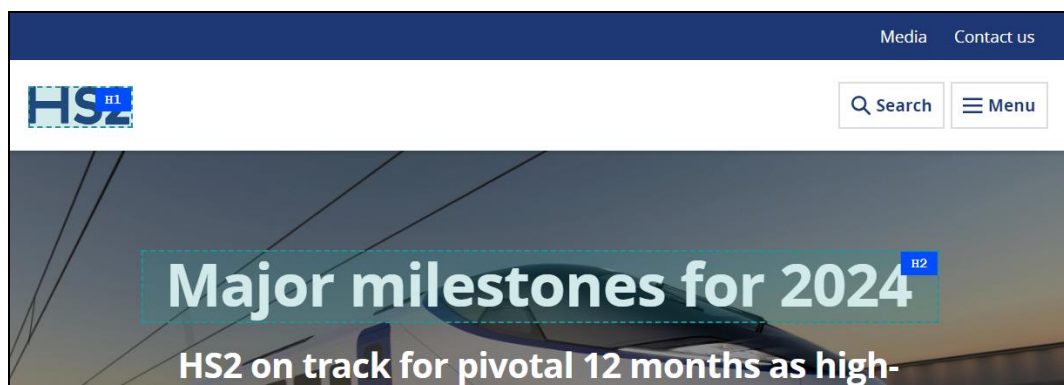 Media Contact us
HS2 H1
Search Menu
Major milestones for 2024 H2
HS2 on track for pivotal 12 months as high-